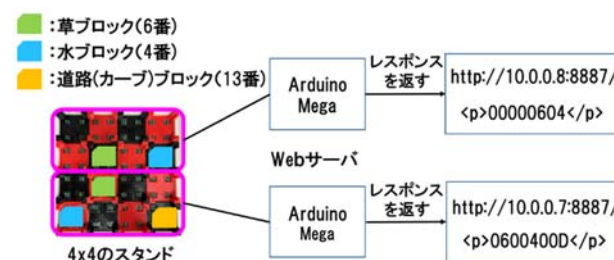 :草ブロック(6番)
:水ブロック(4番)
:道路(カーブ)ブロック(13番)
Arduino
Mega
レスポンス
を返す
http://10.0.0.8:8887/
<p>00000604</p>
Webサーバ
Arduino
Mega
レスポンス
を返す
http://10.0.0.7:8887/
<p>0600400D</p>
4x4のスタンド